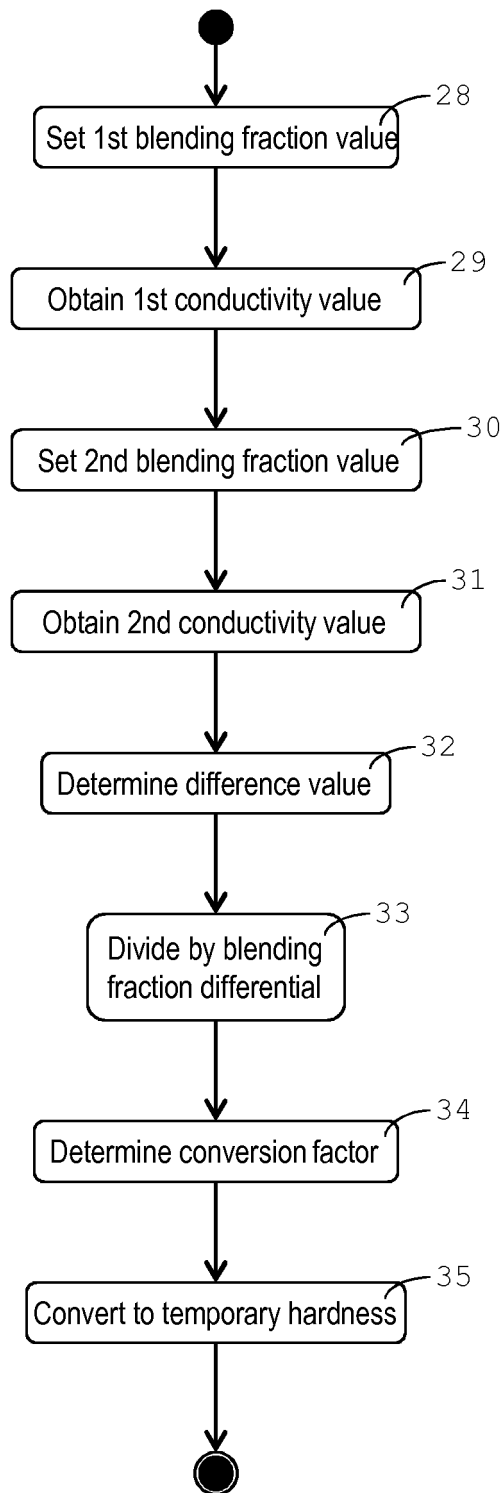 28
Set 1st blending fraction value
29
Obtain 1st conductivity value
30
Set 2nd blending fraction value
31
Obtain 2nd conductivity value
32
Determine difference value
33
Divide by blending
fraction differential
34
Determine conversion factor
35
Convert to temporary hardness